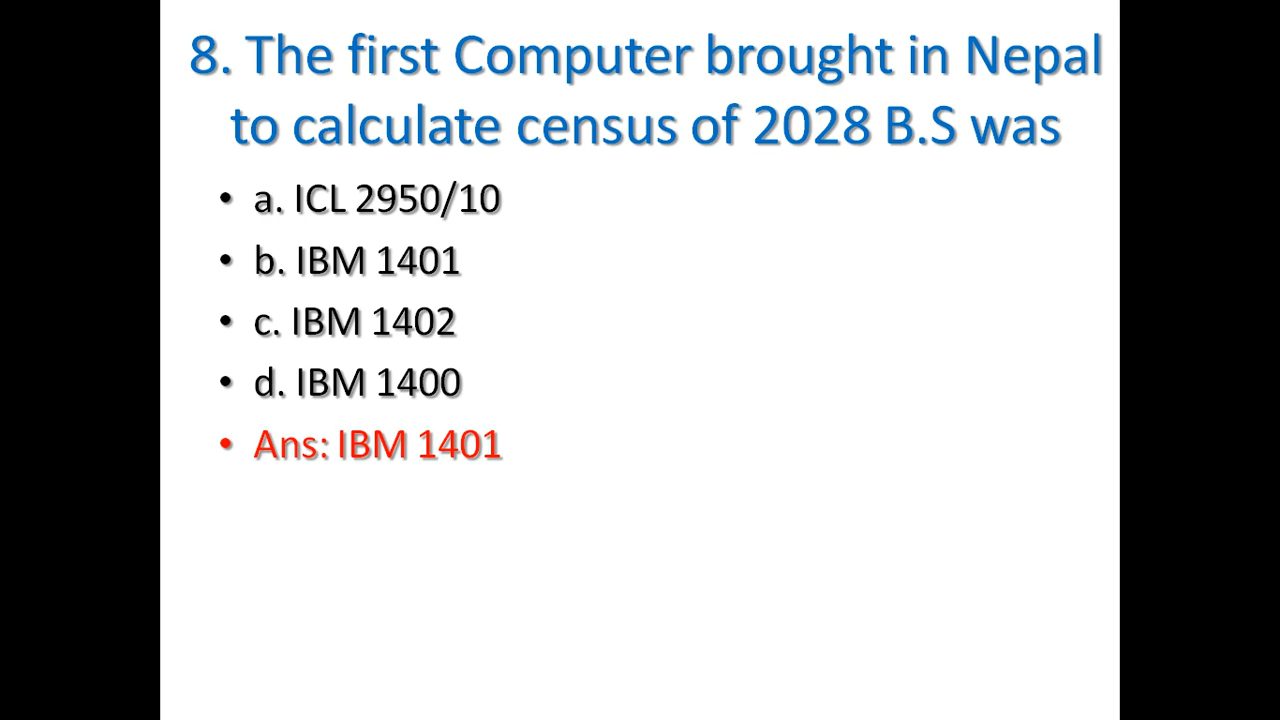 8. The first Computer brought in Nepal
to calculate census of 2028 B.S was
• a. ICL 2950/10
• b. IBM 1401
• c. IBM 1402
• d. IBM 1400
• Ans: IBM 1401